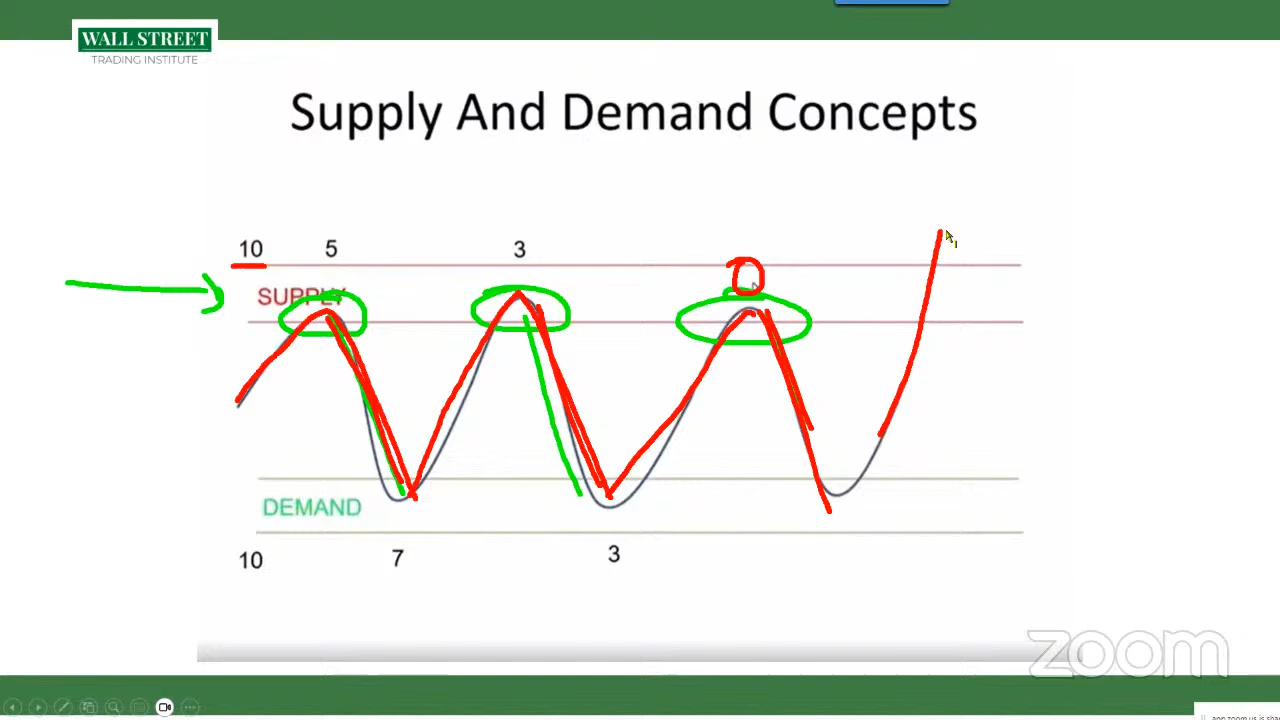 WALL STREET
TRADING INSTITUTE
Supply And Demand Concepts
10 5 3
SUPPLY
DEMAND
10 7 3
zoom